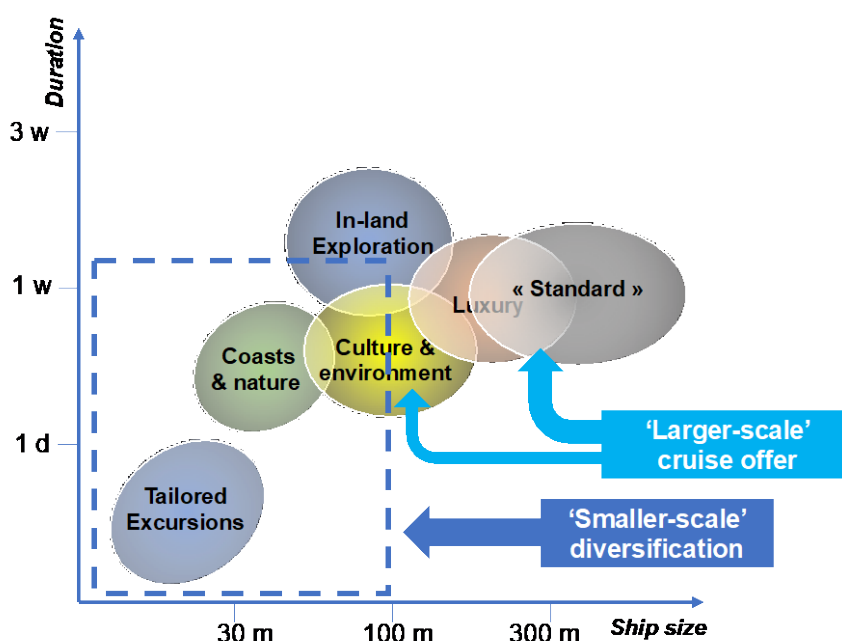 Duration
3 w
In-land
Exploration
1 w
« Standard »
Luxury
Coasts
& nature
Culture &
environment
1 d
'Larger-scale'
cruise offer
Tailored
Excursions
'Smaller-scale'
diversification
30 m
100 m
300 m
Ship size